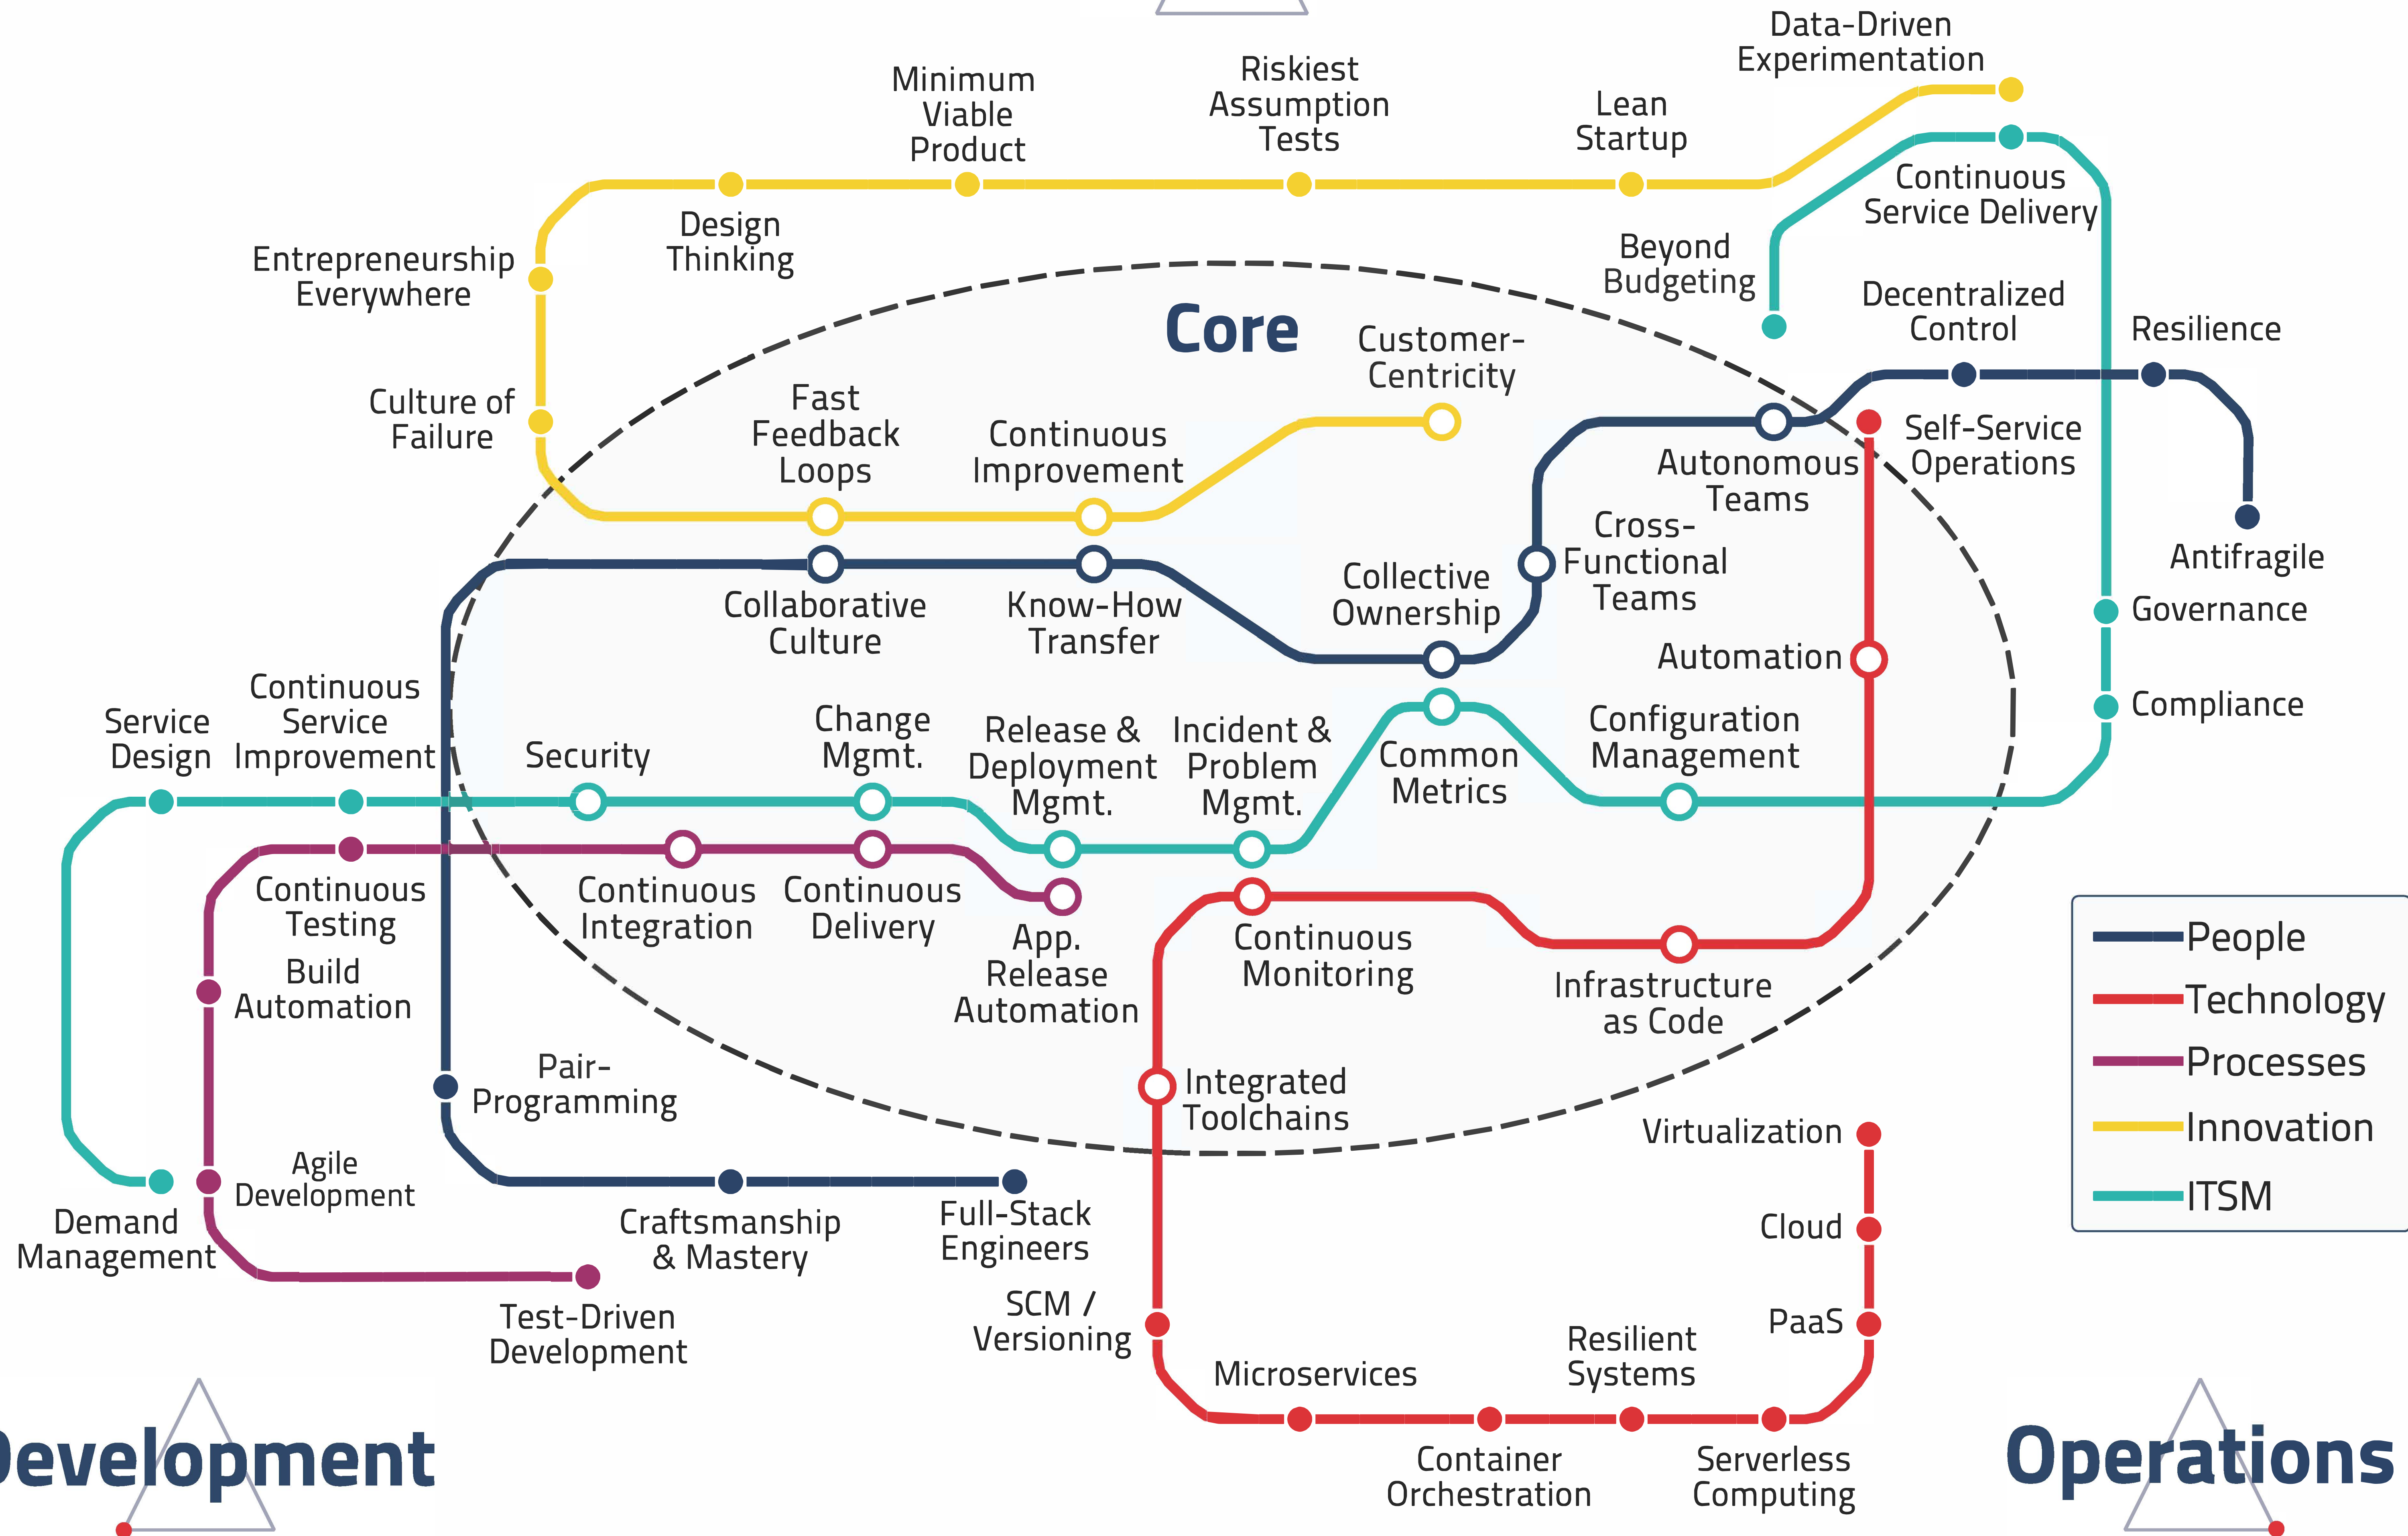 Data-Driven
Experimentation
Riskiest
Assumption
Tests
Minimum
Viable
Product
Lean
Startup
Continuous
Service Delivery
Design
Thinking
Entrepreneurship
Everywhere
Beyond
Budgeting
Decentralized
Control
Resilience
Core
Customer-
Centricity
Culture of
Failure
Fast
Feedback
Loops
Continuous
Improvement
Autonomous
Teams
Self-Service
Operations
Cross-
Functional
Teams
Antifragile
Collaborative
Culture
Know-How
Transfer
Collective
Ownership
Governance
Automation
Compliance
Service
Design
Continuous
Service
Improvement
Security
Change
Mgmt.
Release &
Deployment
Mgmt.
Incident &
Problem
Mgmt.
Common
Metrics
Configuration
Management
Continuous
Testing
Continuous
Integration
Continuous
Delivery
App.
Release
Automation
Continuous
Monitoring
Infrastructure
as Code
Build
Automation
People
Technology
Processes
Innovation
ITSM
Pair-
Programming
Integrated
Toolchains
Virtualization
Agile
Development
Demand
Management
Craftsmanship
& Mastery
Full-Stack
Engineers
Cloud
Test-Driven
Development
SCM /
Versioning
PaaS
Microservices
Resilient
Systems
Container
Orchestration
Serverless
Computing
Development
Operations